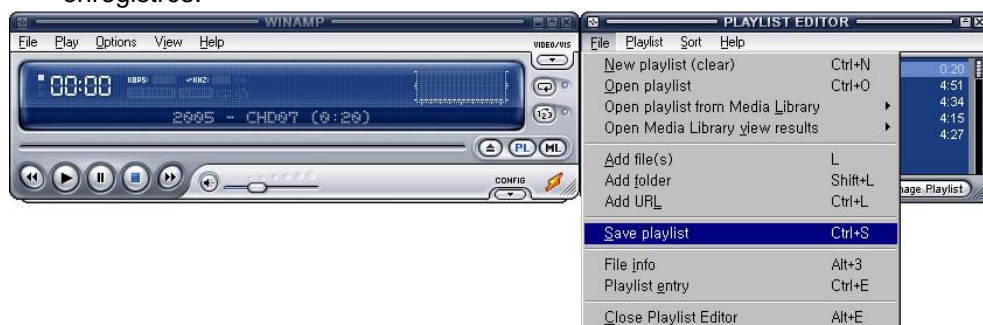 enregistrés.
WINAMP
File Play Options View Help
VIDEO/VIS
00:00
KBPS: KHZ:
2005 - CHD07 (0:20)
PL ML
CONFIG
PLAYLIST EDITOR
File Playlist Sort Help
New playlist (clear) Ctrl+N
Open playlist Ctrl+O
Open playlist from Media Library
Open Media Library view results
Add file(s) L
Add folder Shift+L
Add URL Ctrl+L
Save playlist Ctrl+S
File info Alt+3
Playlist entry Ctrl+E
Close Playlist Editor Alt+E
0:20
4:51
4:34
4:15
4:27
nage Playlist